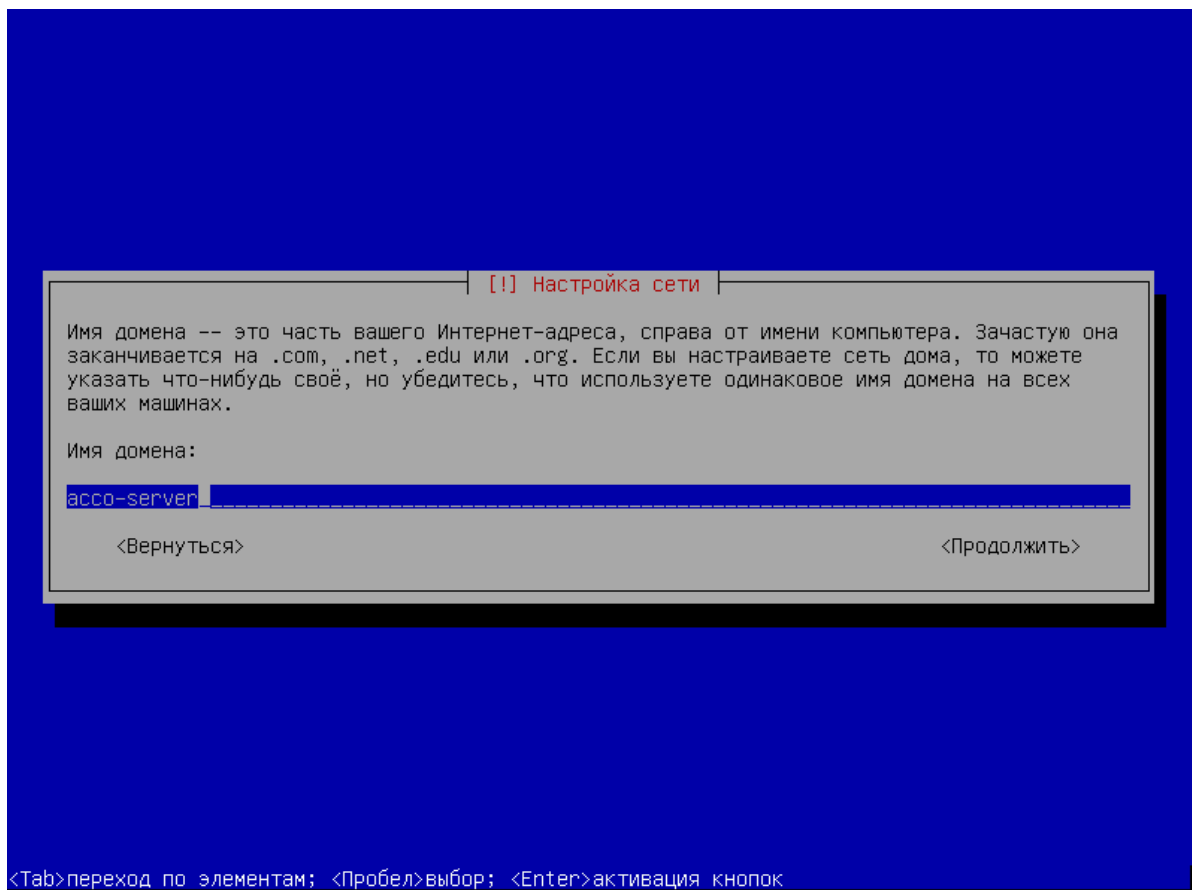 [!] Настройка сети
Имя домена -- это часть вашего Интернет-адреса, справа от имени компьютера. Зачастую она
заканчивается на .com, .net, .edu или .org. Если вы настраиваете сеть дома, то можете
указать что-нибудь своё, но убедитесь, что используете одинаковое имя домена на всех
ваших машинах.
Имя домена:
acco-server
<Вернуться> <Продолжить>
<Tab>переход по элементам; <Пробел>выбор; <Enter>активация кнопок